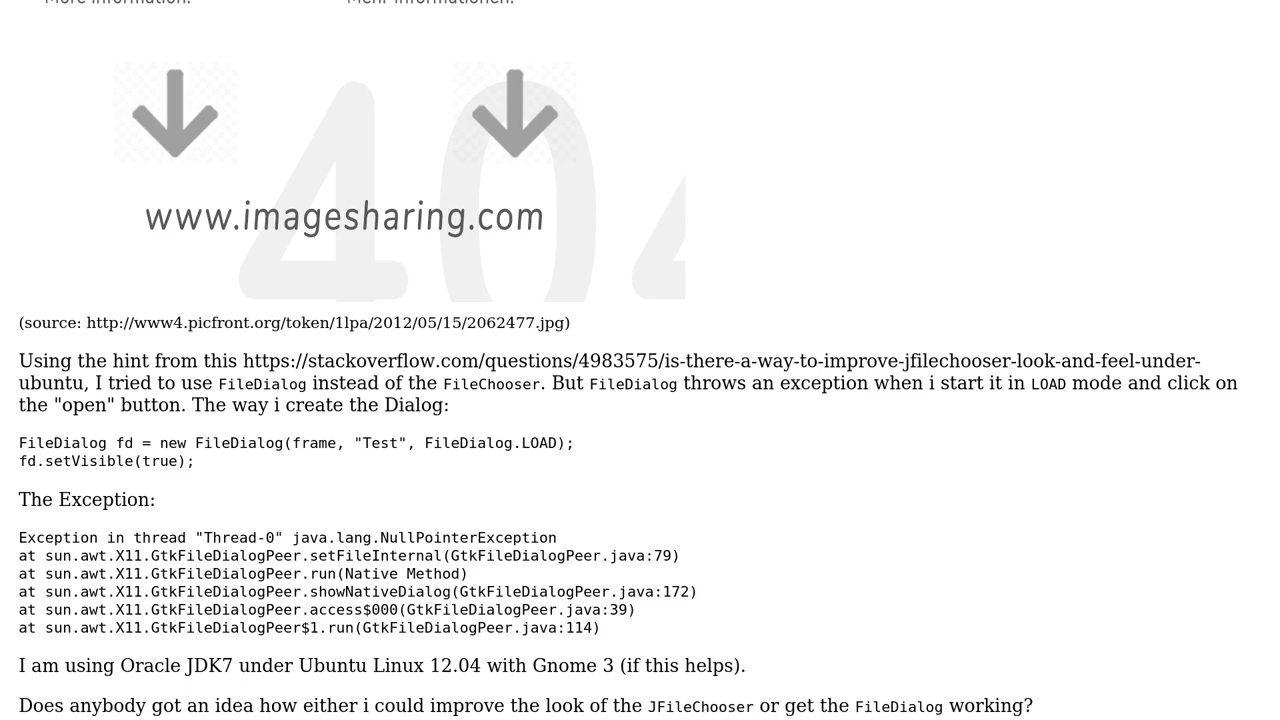 More information: Mehr Informationen:
404
www.imagesharing.com
(source: http://www4.picfront.org/token/1lpa/2012/05/15/2062477.jpg)
Using the hint from this https://stackoverflow.com/questions/4983575/is-there-a-way-to-improve-jfilechooser-look-and-feel-under-
ubuntu, I tried to use FileDialog instead of the FileChooser. But FileDialog throws an exception when i start it in LOAD mode and click on
the "open" button. The way i create the Dialog:
FileDialog fd = new FileDialog(frame, "Test", FileDialog.LOAD);
fd.setVisible(true);
The Exception:
Exception in thread "Thread-0" java.lang.NullPointerException
at sun.awt.X11.GtkFileDialogPeer.setFileInternal(GtkFileDialogPeer.java:79)
at sun.awt.X11.GtkFileDialogPeer.run(Native Method)
at sun.awt.X11.GtkFileDialogPeer.showNativeDialog(GtkFileDialogPeer.java:172)
at sun.awt.X11.GtkFileDialogPeer.access$000(GtkFileDialogPeer.java:39)
at sun.awt.X11.GtkFileDialogPeer$1.run(GtkFileDialogPeer.java:114)
I am using Oracle JDK7 under Ubuntu Linux 12.04 with Gnome 3 (if this helps).
Does anybody got an idea how either i could improve the look of the JFileChooser or get the FileDialog working?